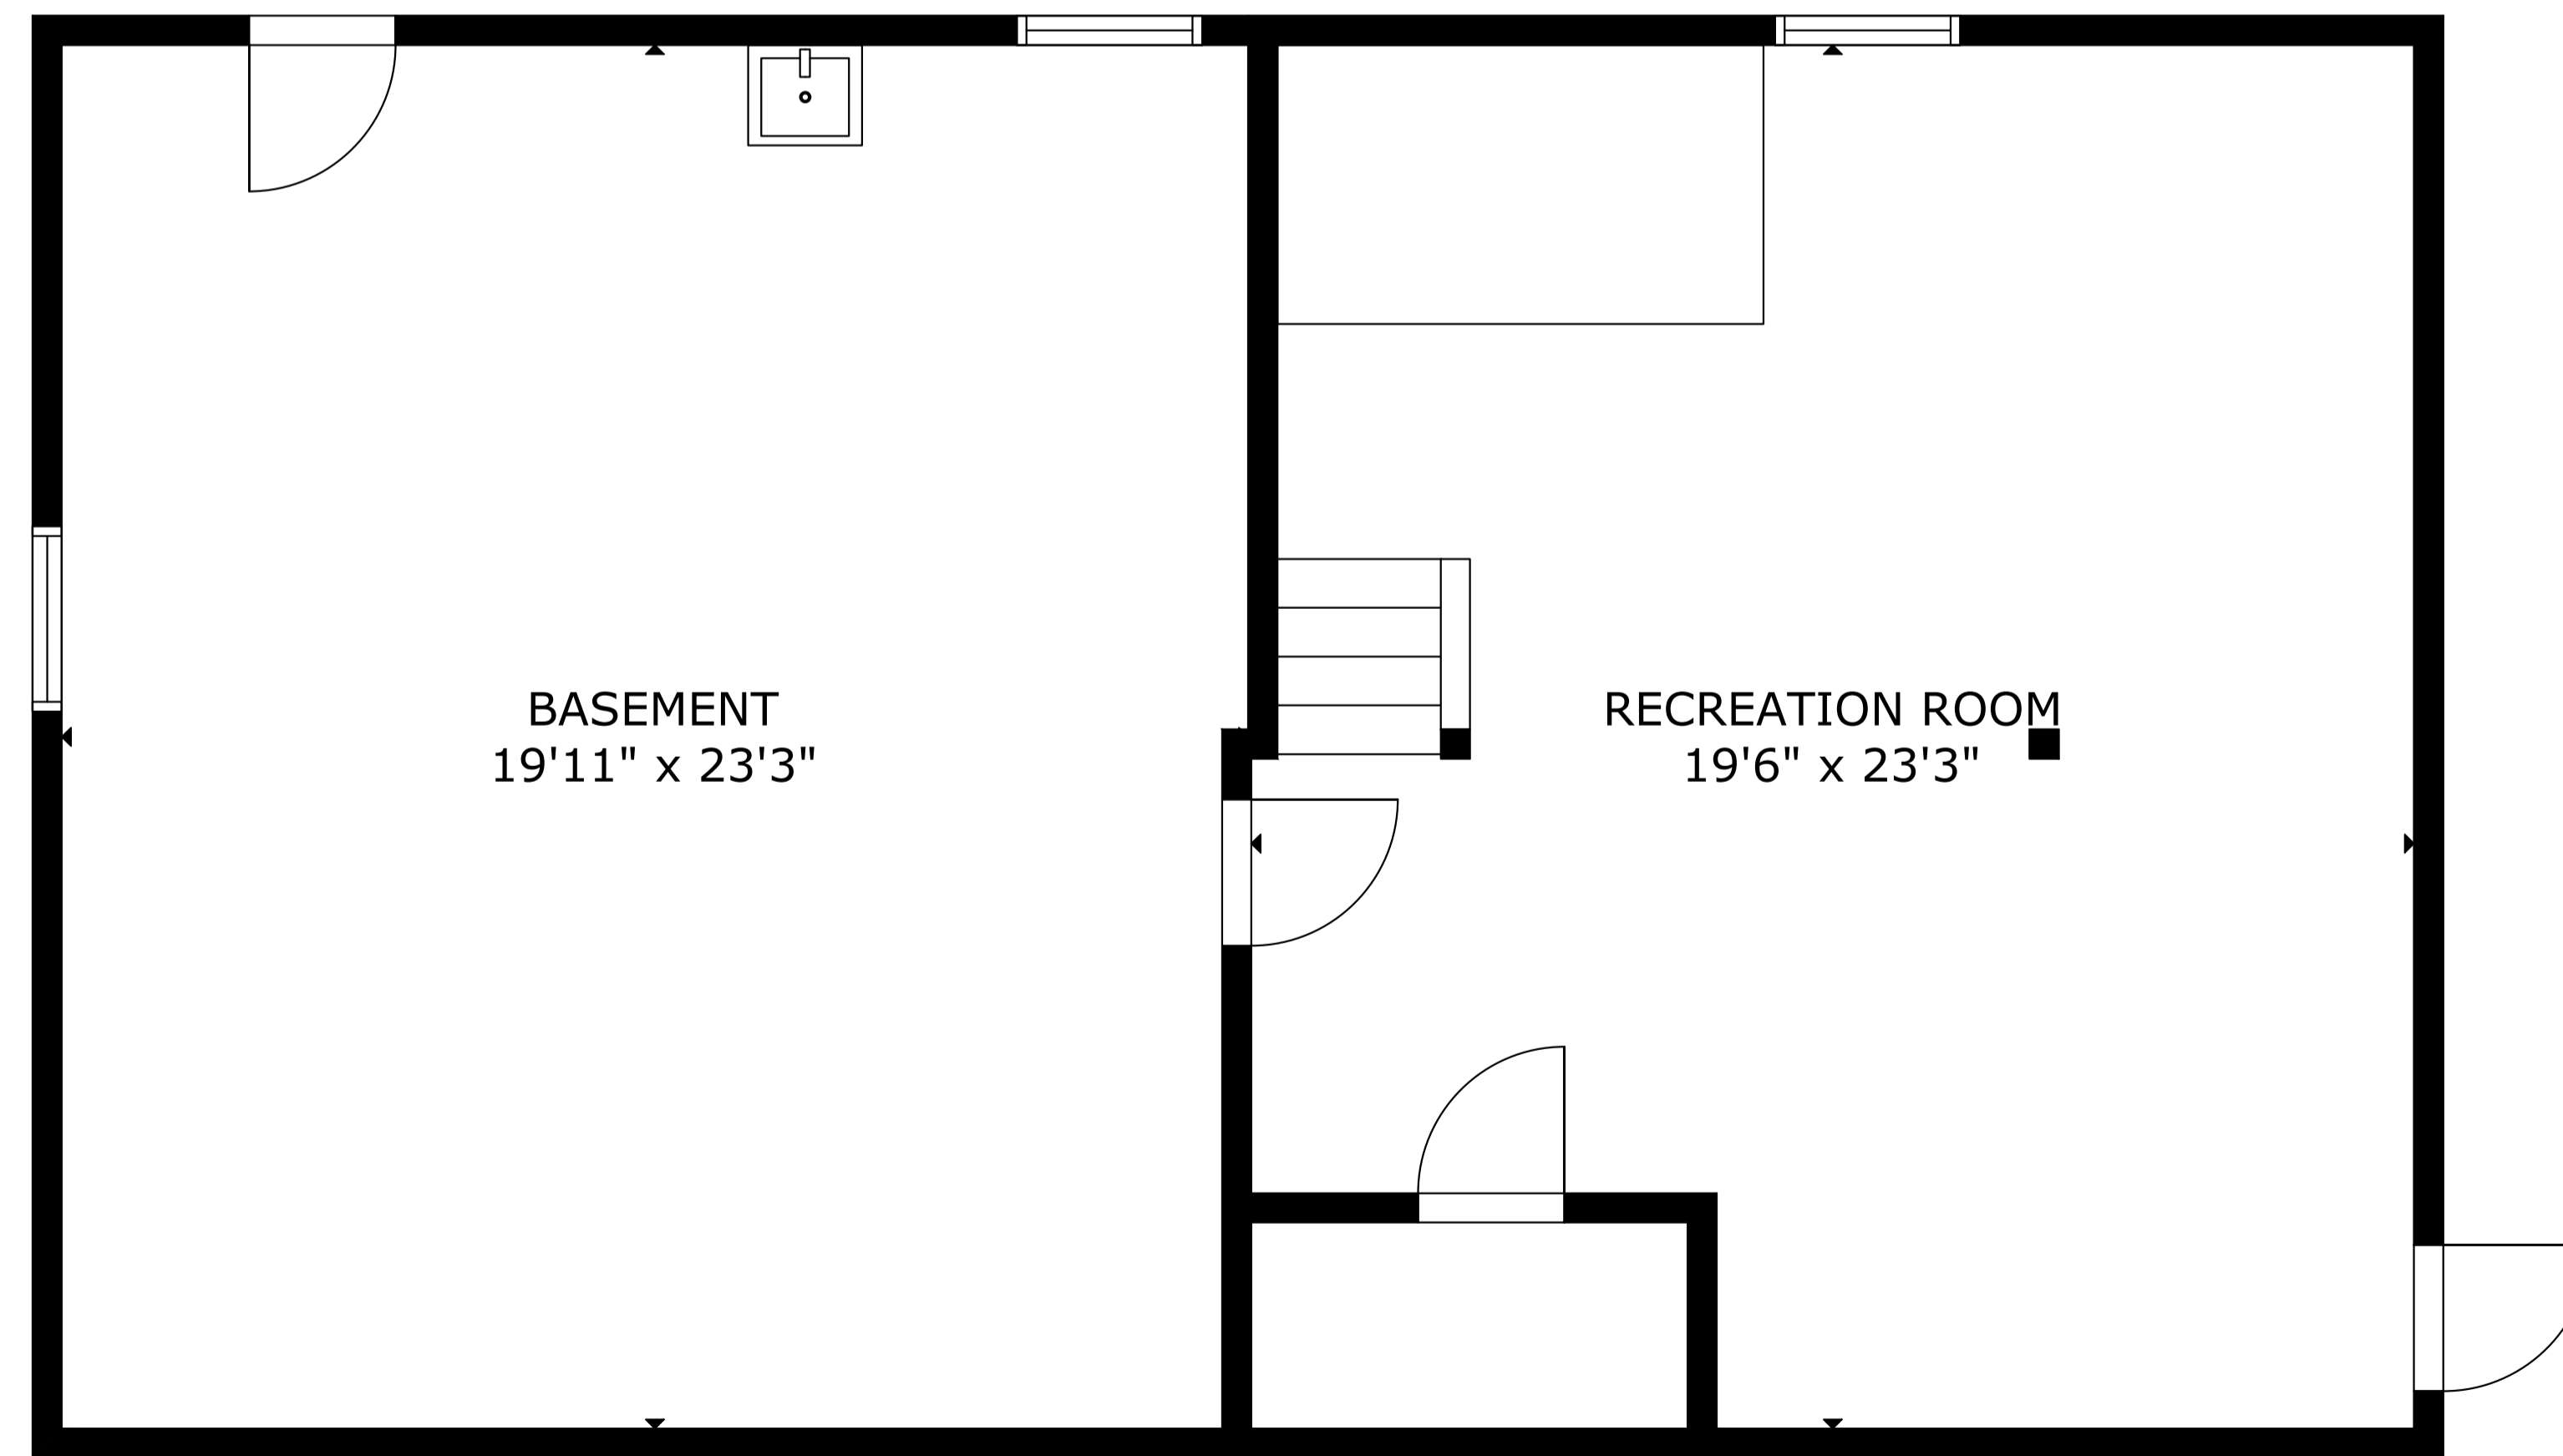 BASEMENT
19'11" x 23'3"
RECREATION ROOM
19'6" x 23'3"